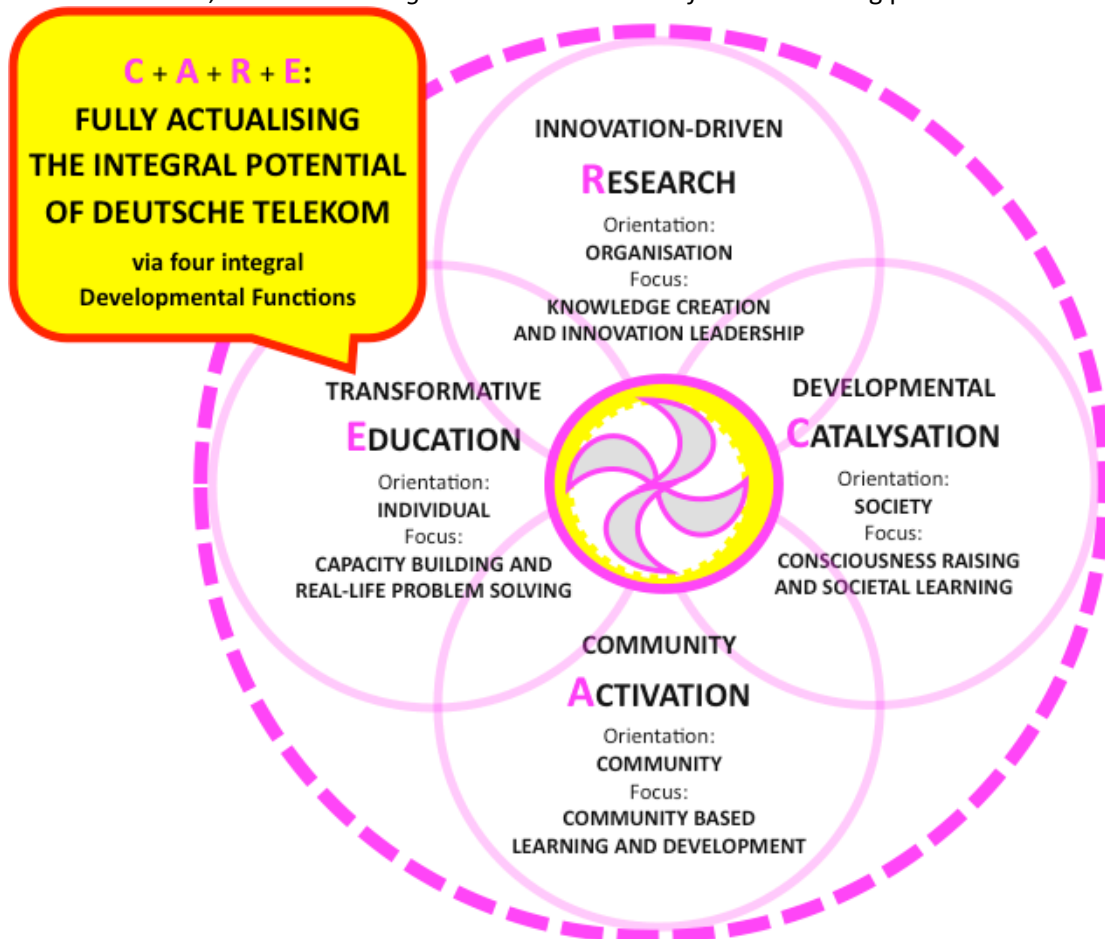 C + A + R + E:
FULLY ACTUALISING
THE INTEGRAL POTENTIAL
OF DEUTSCHE TELEKOM
via four integral
Developmental Functions
INNOVATION-DRIVEN
RESEARCH
Orientation:
ORGANISATION
Focus:
KNOWLEDGE CREATION
AND INNOVATION LEADERSHIP
TRANSFORMATIVE
EDUCATION
Orientation:
INDIVIDUAL
Focus:
CAPACITY BUILDING AND
REAL-LIFE PROBLEM SOLVING
DEVELOPMENTAL
CATALYSATION
Orientation:
SOCIETY
Focus:
CONSCIOUSNESS RAISING
AND SOCIETAL LEARNING
COMMUNITY
ACTIVATION
Orientation:
COMMUNITY
Focus:
COMMUNITY BASED
LEARNING AND DEVELOPMENT